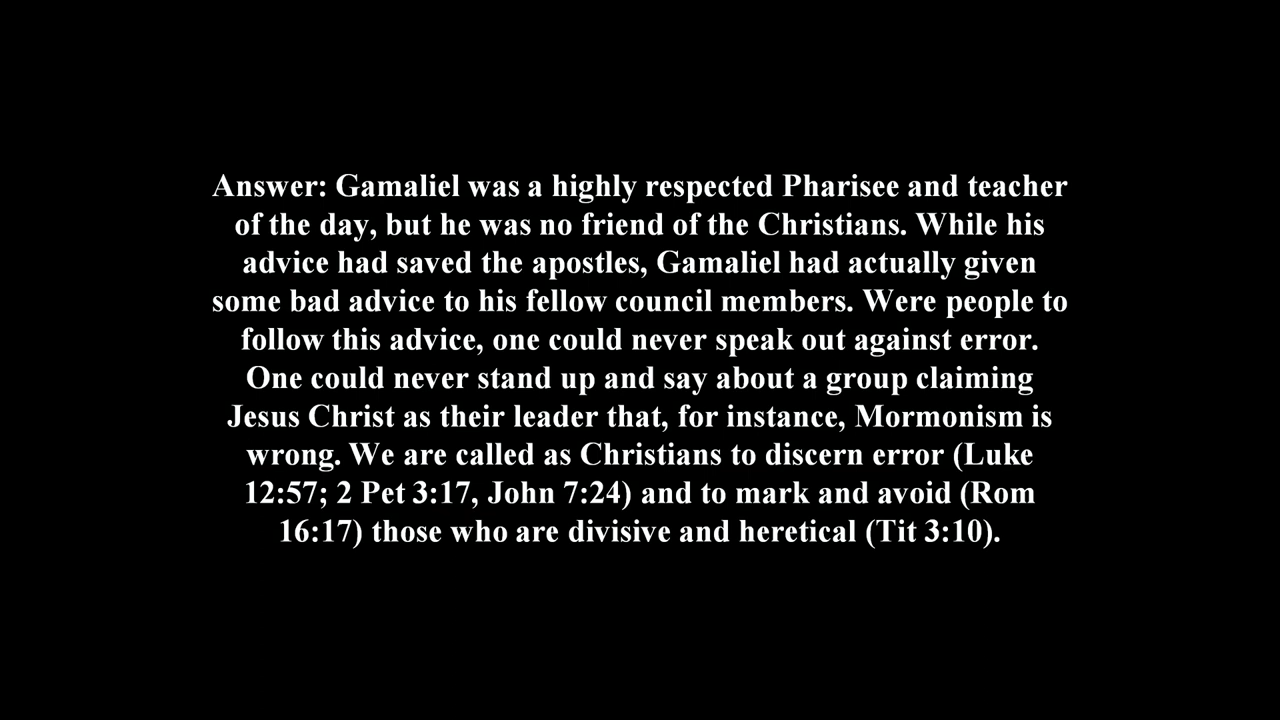 Answer: Gamaliel was a highly respected Pharisee and teacher
of the day, but he was no friend of the Christians. While his
advice had saved the apostles, Gamaliel had actually given
some bad advice to his fellow council members. Were people to
follow this advice, one could never speak out against error.
One could never stand up and say about a group claiming
Jesus Christ as their leader that, for instance, Mormonism is
wrong. We are called as Christians to discern error (Luke
12:57; 2 Pet 3:17, John 7:24) and to mark and avoid (Rom
16:17) those who are divisive and heretical (Tit 3:10).